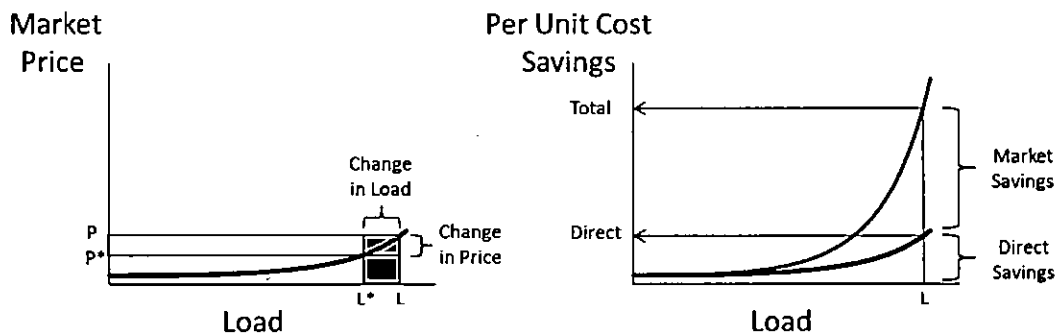 Market
Price
Change
in Load
P
P*
Change
in Price
L*
L
Load
Per Unit Cost
Savings
Total
Market
Savings
Direct
Direct
Savings
L
Load